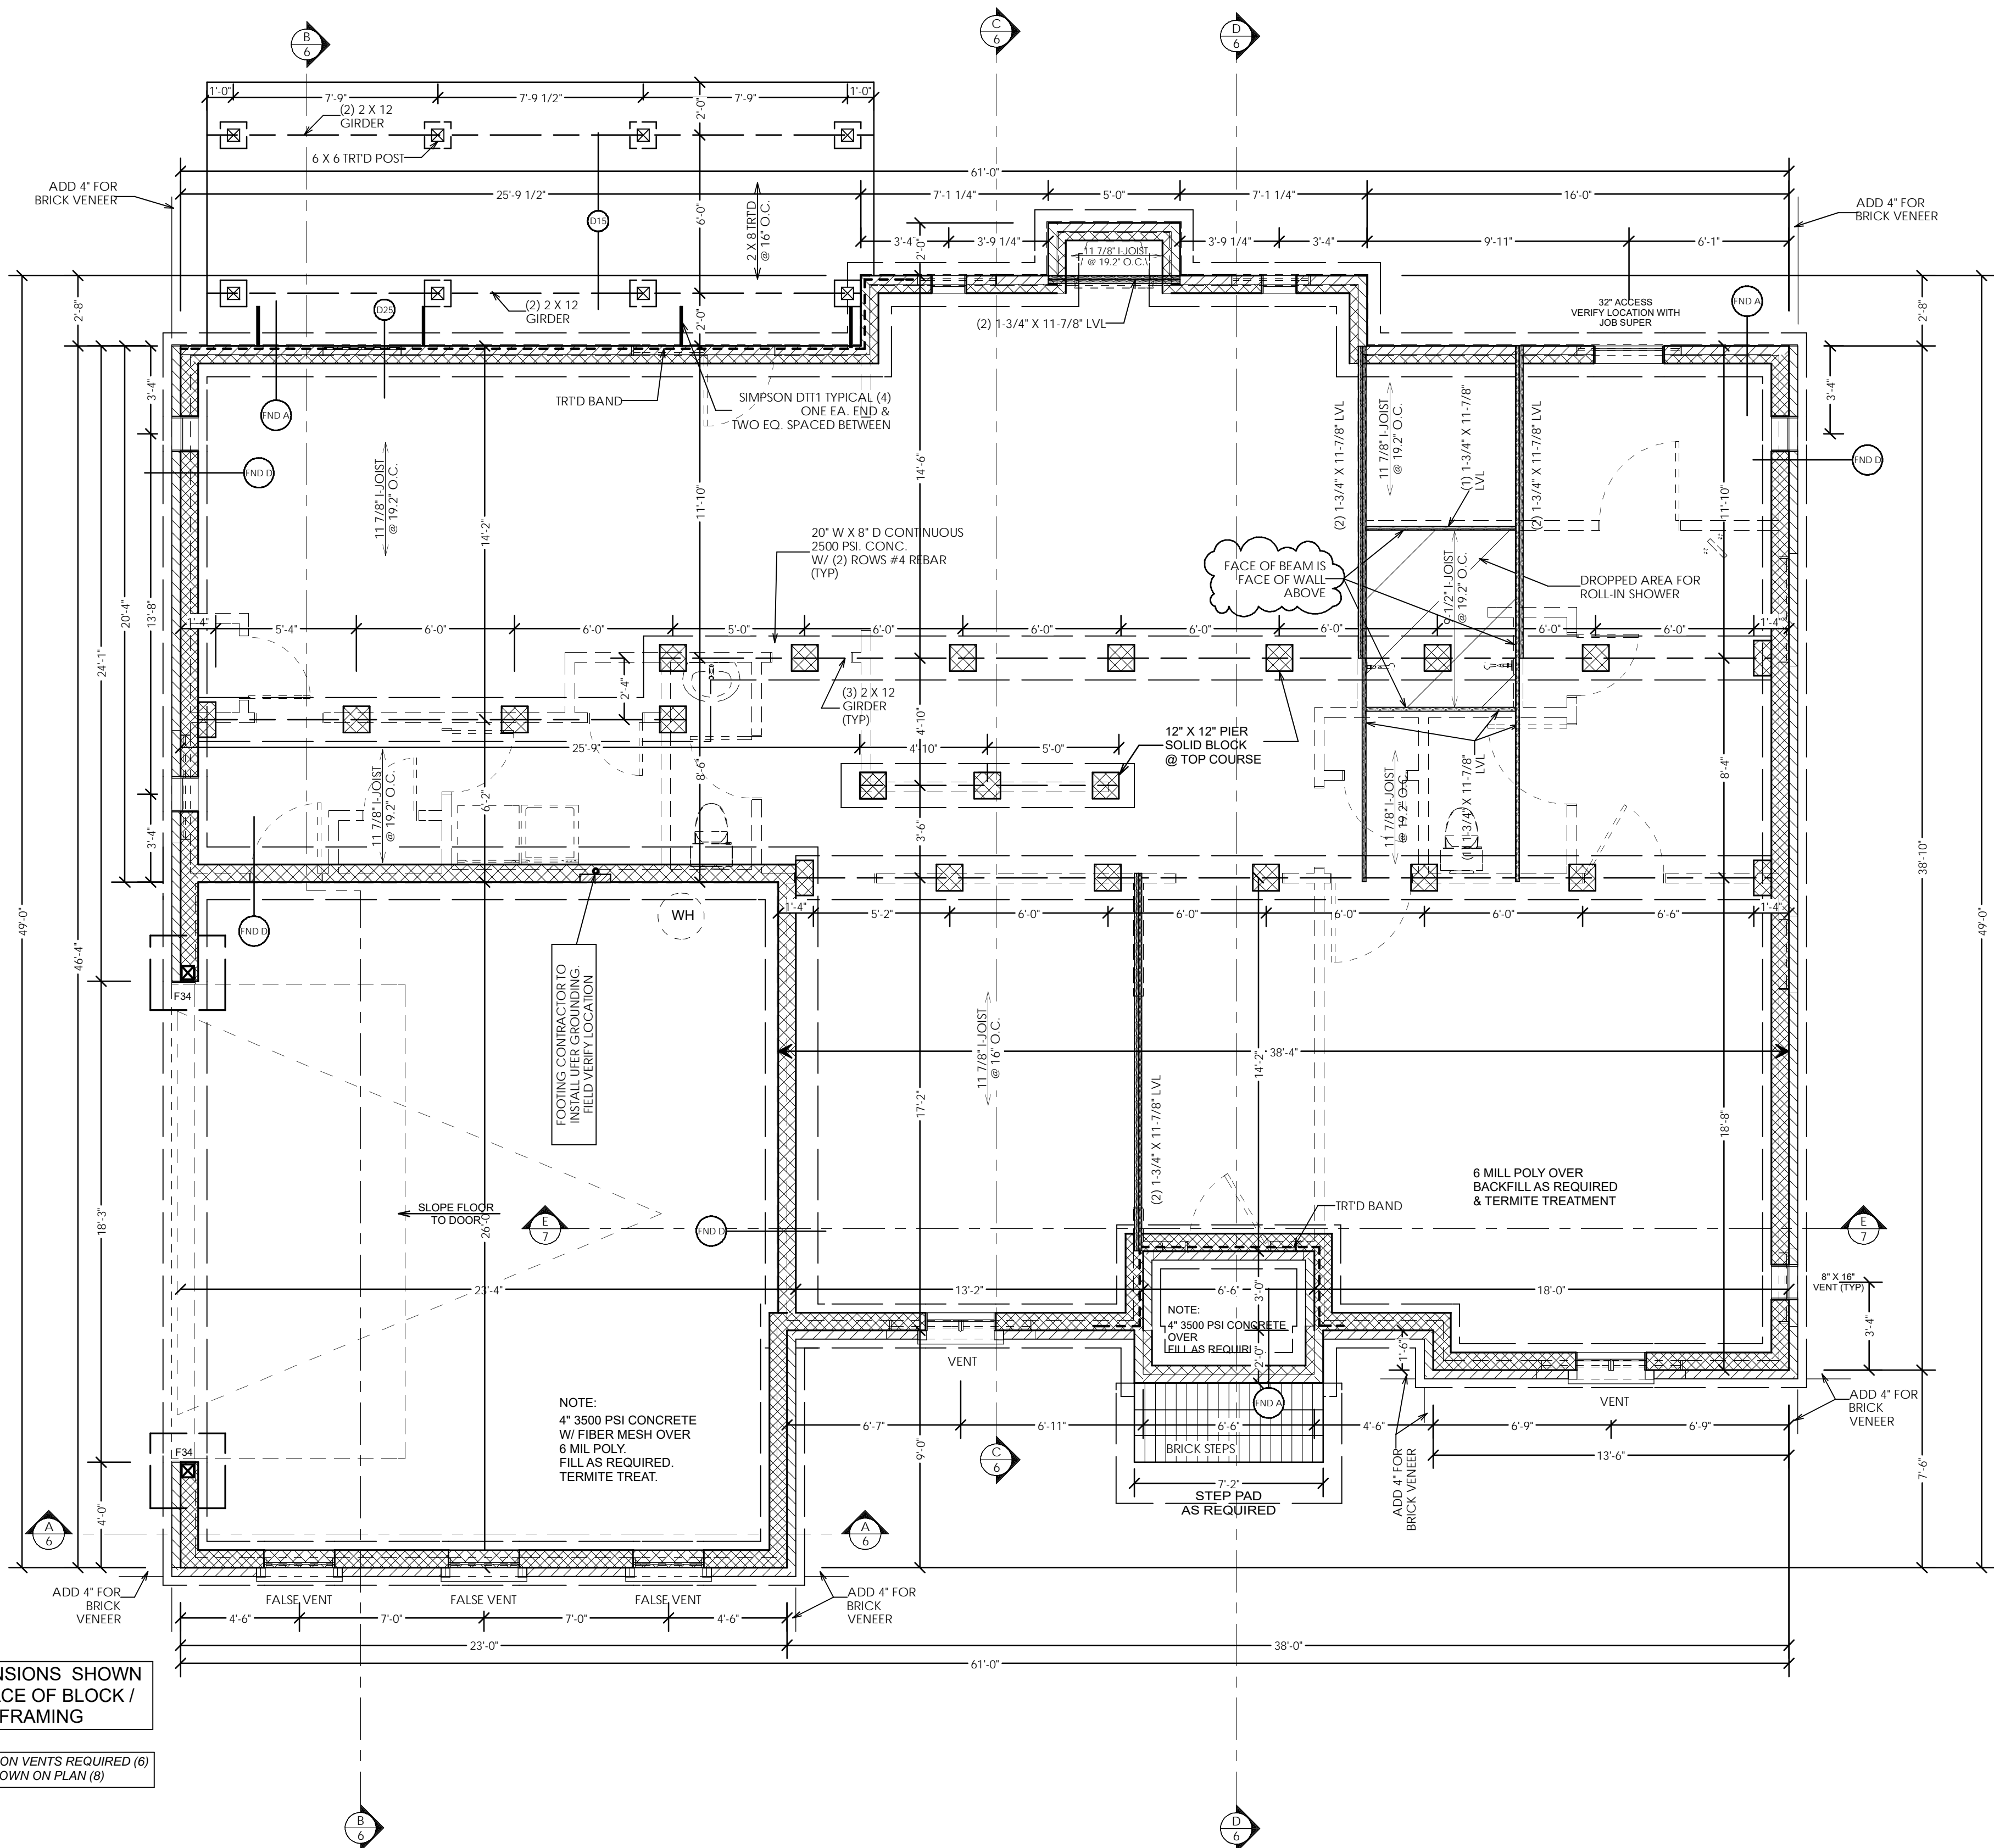 B
6
C
6
D
6
1'-0"
7'-9"
7'-9 1/2"
7'-9"
1'-0"
(2) 2 X 12
GIRDER
2'-0"
6 X 6 TRT'D POST
61'-0"
ADD 4" FOR
BRICK VENEER
25'-9 1/2"
7'-1 1/4"
5'-0"
7'-1 1/4"
16'-0"
ADD 4" FOR
BRICK VENEER
D15
6'-0"
2 X 8 TRT'D
@ 16" O.C.
2'-0"
3'-4"
3'-9 1/4"
11 7/8" I-JOIST
@ 19.2" O.C.
3'-9 1/4"
3'-4"
9'-11"
6'-1"
2'-8"
D25
(2) 2 X 12
GIRDER
2'-0"
(2) 1-3/4" X 11-7/8" LVL
32" ACCESS
VERIFY LOCATION WITH
JOB SUPER
FND A
2'-8"
3'-4"
FND A
TRT'D BAND
SIMPSON DTT1 TYPICAL (4)
ONE EA. END &
TWO EQ. SPACED BETWEEN
(2) 1-3/4" X 11-7/8" LVL
11 7/8" I-JOIST
@ 19.2" O.C.
(1) 1-3/4" X 11-7/8"
LVL
(2) 1-3/4" X 11-7/8" LVL
3'-4"
FND D
11 7/8" I-JOIST
@ 19.2" O.C.
14'-2"
11'-10"
14'-6"
11'-10"
FND D
20" W X 8" D CONTINUOUS
2500 PSI. CONC.
W/ (2) ROWS #4 REBAR
(TYP)
FACE OF BEAM IS
FACE OF WALL
ABOVE
9 1/2" I-JOIST
@ 19.2" O.C.
DROPPED AREA FOR
ROLL-IN SHOWER
24'-1"
20'-4"
13'-8"
1'-4"
5'-4"
6'-0"
6'-0"
5'-0"
6'-0"
6'-0"
6'-0"
6'-0"
6'-0"
6'-0"
1'-4"
2'-4"
(3) 2 X 12
GIRDER
(TYP)
4'-10"
25'-9"
4'-10"
5'-0"
12" X 12" PIER
SOLID BLOCK
@ TOP COURSE
11 7/8" I-JOIST
@ 19.2" O.C.
6'-2"
8'-6"
3'-6"
11 7/8" I-JOIST
@ 19.2" O.C.
(1) 1-3/4" X 11-7/8"
LVL
8'-4"
3'-4"
38'-10"
49'-0"
46'-4"
49'-0"
FND D
WH
1'-4"
5'-2"
6'-0"
6'-0"
6'-0"
6'-0"
6'-6"
1'-4"
F34
FOOTING CONTRACTOR TO
INSTALL UFER GROUNDING.
FIELD VERIFY LOCATION
11 7/8" I-JOIST
@ 16" O.C.
38'-4"
14'-2"
17'-2"
(2) 1-3/4" X 11-7/8" LVL
18'-8"
6 MILL POLY OVER
BACKFILL AS REQUIRED
& TERMITE TREATMENT
18'-3"
SLOPE FLOOR
TO DOOR
26'-0"
E
7
FND D
TRT'D BAND
E
7
23'-4"
13'-2"
6'-6"
3'-0"
18'-0"
8" X 16"
VENT (TYP)
NOTE:
4" 3500 PSI CONCRETE
OVER
FILL AS REQUIR
3'-4"
VENT
2'-0"
1'-6"
NOTE:
4" 3500 PSI CONCRETE
W/ FIBER MESH OVER
6 MIL POLY.
FILL AS REQUIRED.
TERMITE TREAT.
FND A
VENT
ADD 4" FOR
BRICK
VENEER
6'-7"
6'-11"
6'-6"
4'-6"
6'-9"
6'-9"
F34
9'-0"
C
6
BRICK STEPS
ADD 4" FOR
BRICK VENEER
13'-6"
7'-6"
7'-2"
STEP PAD
AS REQUIRED
4'-0"
A
6
A
6
ADD 4" FOR
BRICK
VENEER
FALSE VENT
FALSE VENT
FALSE VENT
ADD 4" FOR
BRICK
VENEER
4'-6"
7'-0"
7'-0"
4'-6"
23'-0"
38'-0"
61'-0"
NSIONS SHOWN
ACE OF BLOCK /
FRAMING
ON VENTS REQUIRED (6)
OWN ON PLAN (8)
B
6
D
6